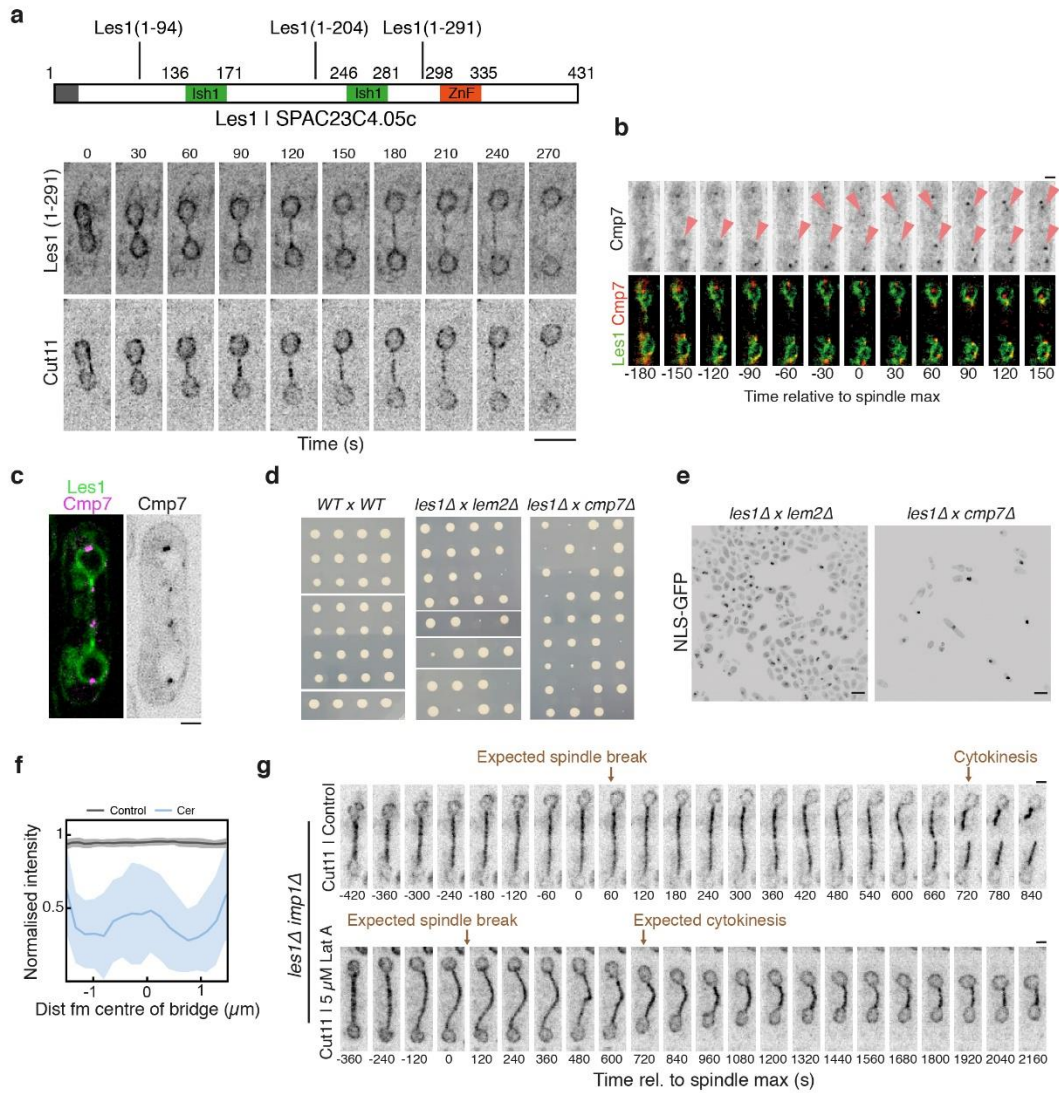 a
Les1(1-94) Les1(1-204) Les1(1-291)
1 136 171 246 281 298 335 431
Ish1 Ish1 ZnF
Les1 | SPAC23C4.05c
0 30 60 90 120 150 180 210 240 270
Les1 (1-291)
Cut11
Time (s)
b
Cmp7
Les1 Cmp7
-180 -150 -120 -90 -60 -30 0 30 60 90 120 150
Time relative to spindle max
c
Les1
Cmp7 Cmp7
d
WT x WT les1Δ x lem2Δ les1Δ x cmp7Δ
e
les1Δ x lem2Δ les1Δ x cmp7Δ
NLS-GFP
f
Control Cer
1
0.5
Normalised intensity
-1 0 1
Dist fm centre of bridge (μm)
g
Expected spindle break Cytokinesis
les1Δ imp1Δ
Cut11 | Control
-420 -360 -300 -240 -180 -120 -60 0 60 120 180 240 300 360 420 480 540 600 660 720 780 840
Expected spindle break Expected cytokinesis
Cut11 | 5 μM Lat A
-360 -240 -120 0 120 240 360 480 600 720 840 960 1080 1200 1320 1440 1560 1680 1800 1920 2040 2160
Time rel. to spindle max (s)